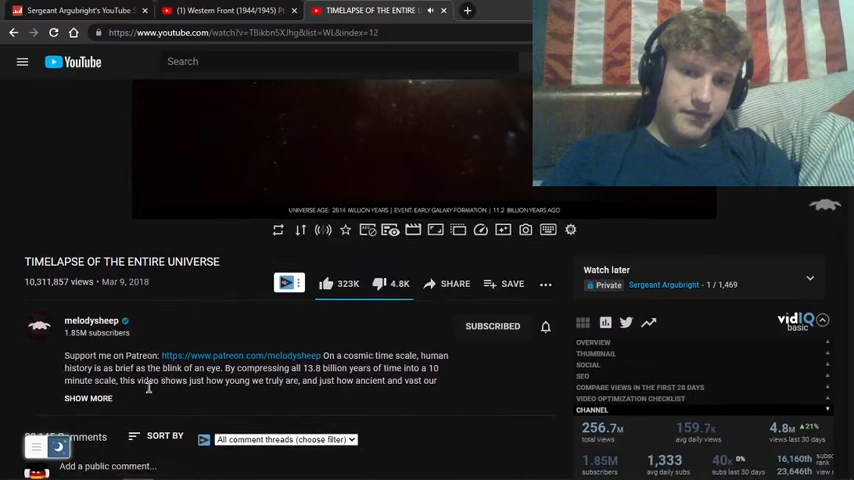 Sergeant Argubright's YouTube S
(1) Western Front (1944/1945) Pt
TIMELAPSE OF THE ENTIRE U
www.youtube.com/watch?v=TBikbn5XJhg&list=WL&index=12
YouTube
Search
UNIVERSE AGE: 2614 MILLION YEARS | EVENT: EARLY GALAXY FORMATION | 11.2 BILLION YEARS AGO
TIMELAPSE OF THE ENTIRE UNIVERSE
10,311,857 views • Mar 9, 2018
323K
4.8K
SHARE
SAVE
Watch later
Private Sergeant Argubright - 1 / 1,469
melodysheep
1.85M subscribers
SUBSCRIBED
vidIQ
basic
Support me on Patreon: https://www.patreon.com/melodysheep On a cosmic time scale, human
history is as brief as the blink of an eye. By compressing all 13.8 billion years of time into a 10
minute scale, this video shows just how young we truly are, and just how ancient and vast our
SHOW MORE
OVERVIEW
THUMBNAIL
SOCIAL
SEO
COMPARE VIEWS IN THE FIRST 28 DAYS
VIDEO OPTIMIZATION CHECKLIST
CHANNEL
Comments
SORT BY
All comment threads (choose filter)
256.7M
total views
159.7K
avg daily views
4.8M 21%
views last 30 days
Add a public comment...
1.85M
subscribers
1,333
avg daily subs
40K 0%
subs last 30 days
16,160th
rank
23,646th